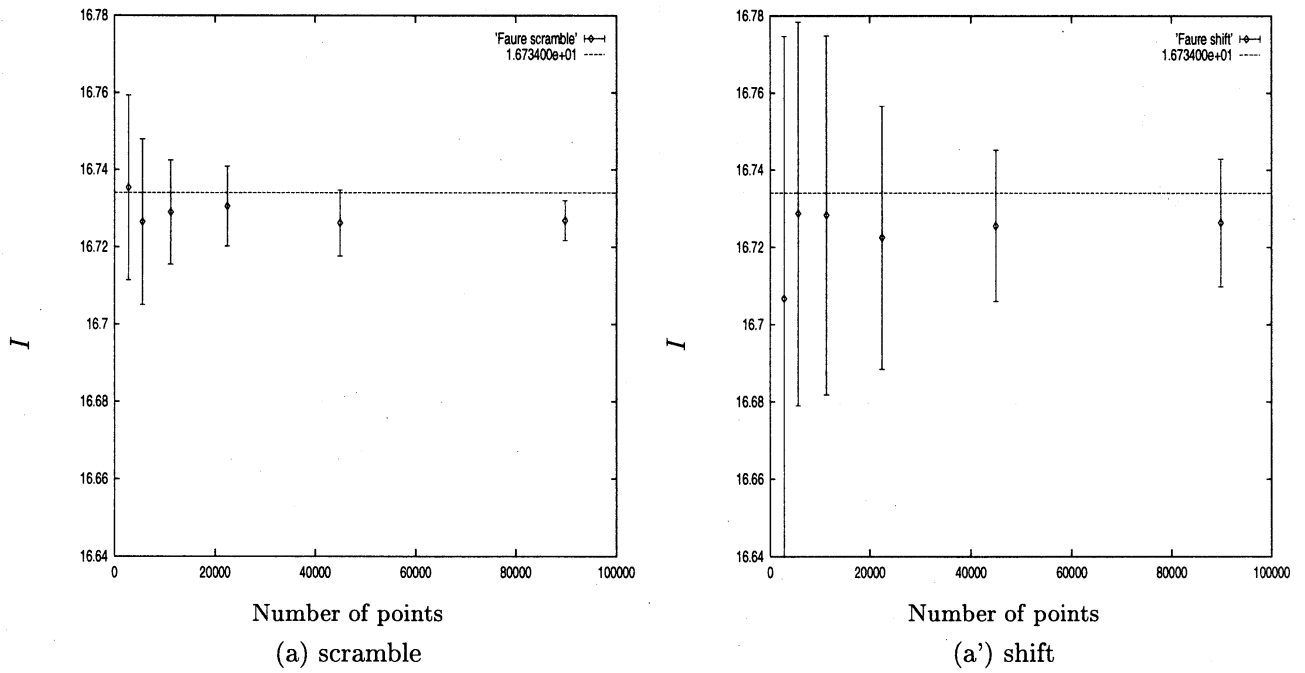 16.78
16.76
16.74
16.72
16.7
16.68
16.66
16.64
0
20000
40000
60000
80000
100000
'Faure scramble'
1.673400e+01
I
Number of points
(a) scramble
16.78
16.76
16.74
16.72
16.7
16.68
16.66
16.64
0
20000
40000
60000
80000
100000
'Faure shift'
1.673400e+01
I
Number of points
(a') shift